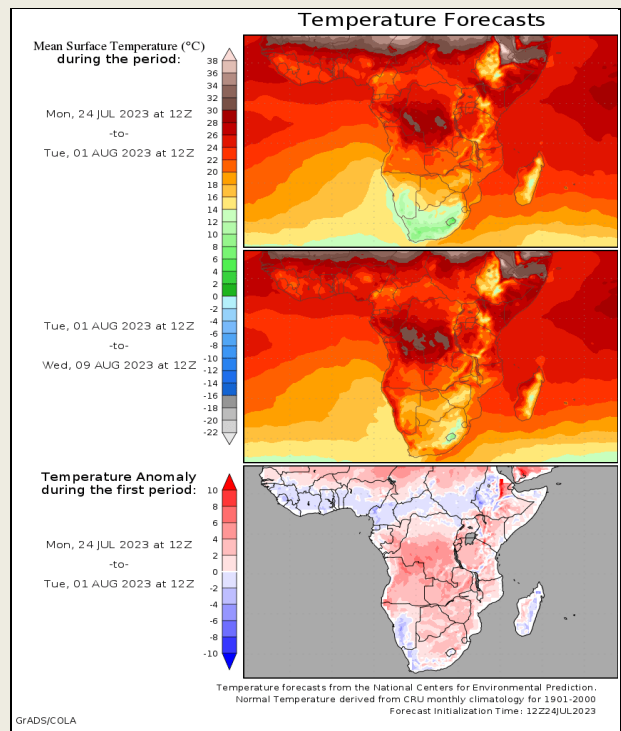 Temperature Forecasts
Mean Surface Temperature (°C)
during the period:
Mon, 24 JUL 2023 at 12Z
-to-
Tue, 01 AUG 2023 at 12Z
38
36
34
32
30
28
26
24
22
20
18
16
14
12
10
8
6
4
2
0
-2
-4
-6
-8
-10
-12
-14
-16
-18
-20
-22
Tue, 01 AUG 2023 at 12Z
-to-
Wed, 09 AUG 2023 at 12Z
Temperature Anomaly
during the first period:
Mon, 24 JUL 2023 at 12Z
-to-
Tue, 01 AUG 2023 at 12Z
10
8
6
4
2
0
-2
-4
-6
-8
-10
Temperature forecasts from the National Centers for Environmental Prediction.
Normal Temperature derived from CRU monthly climatology for 1901-2000
Forecast Initialization Time: 12Z24JUL2023
GrADS/COLA